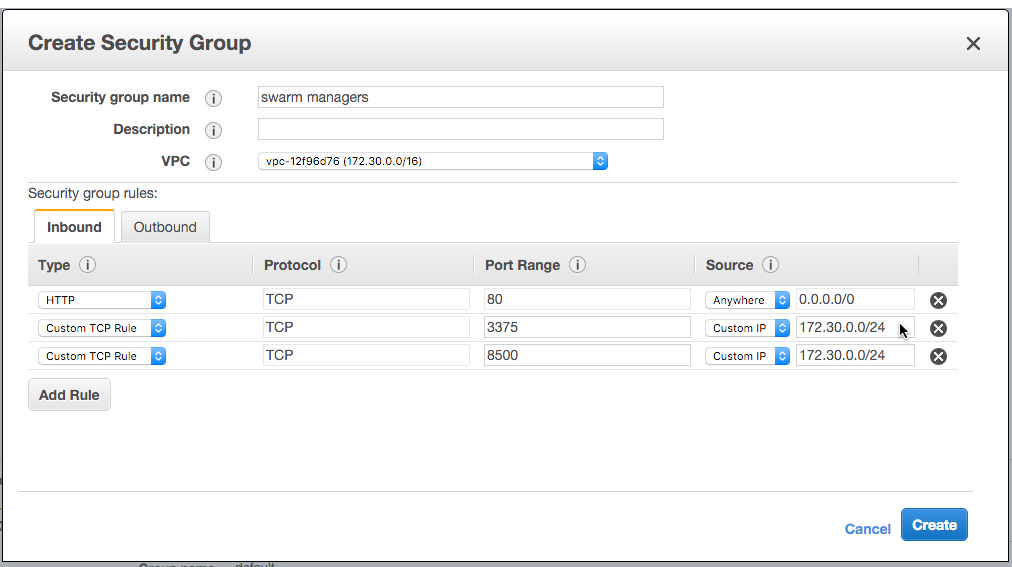 Create Security Group
Security group name i swarm managers
Description i
VPC i vpc-12f96d76 (172.30.0.0/16)
Security group rules:
Inbound Outbound
Type i Protocol i Port Range i Source i
HTTP TCP 80 Anywhere 0.0.0.0/0
Custom TCP Rule TCP 3375 Custom IP 172.30.0.0/24
Custom TCP Rule TCP 8500 Custom IP 172.30.0.0/24
Add Rule
Cancel Create
Group name default